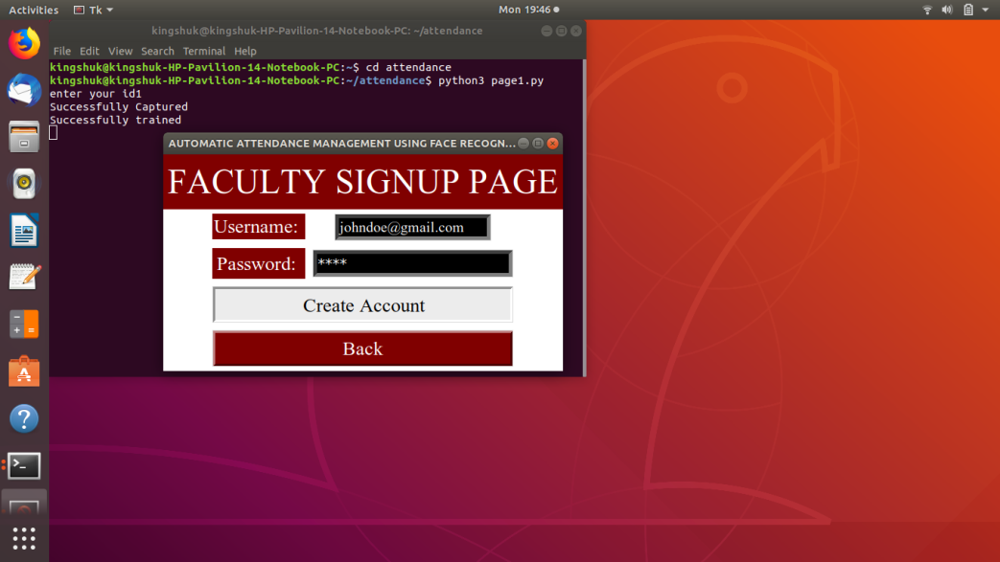 Activities Tk Mon 19:46
kingshuk@kingshuk-HP-Pavilion-14-Notebook-PC: ~/attendance
File Edit View Search Terminal Help
kingshuk@kingshuk-HP-Pavilion-14-Notebook-PC:~$ cd attendance
kingshuk@kingshuk-HP-Pavilion-14-Notebook-PC:~/attendance$ python3 page1.py
enter your id1
Successfully Captured
Successfully trained
AUTOMATIC ATTENDANCE MANAGEMENT USING FACE RECOGN...
FACULTY SIGNUP PAGE
Username: johndoe@gmail.com
Password: ****
Create Account
Back